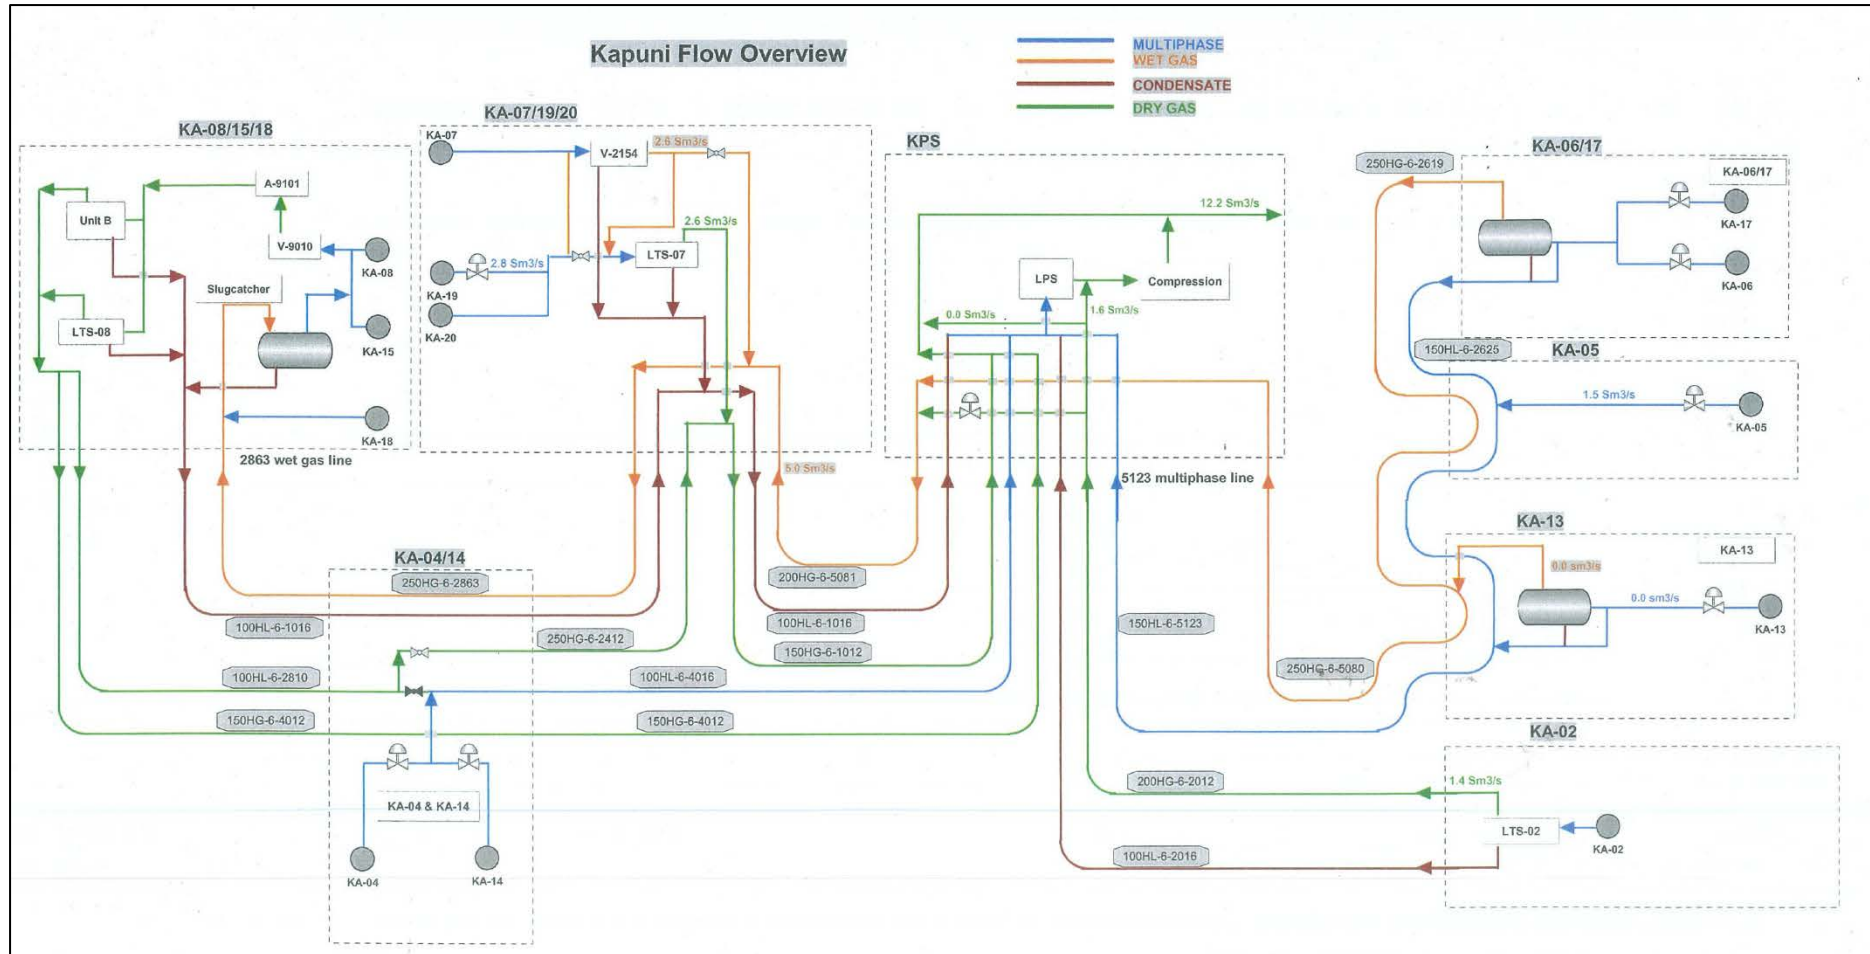 Kapuni Flow Overview
MULTIPHASE
WET GAS
CONDENSATE
DRY GAS
KA-08/15/18
A-9101
Unit B
V-9010
KA-08
Slugcatcher
LTS-08
KA-15
KA-18
2863 wet gas line
KA-07/19/20
KA-07
V-2154
2.6 Sm3/s
2.6 Sm3/s
LTS-07
2.8 Sm3/s
KA-19
KA-20
5.0 Sm3/s
KPS
12.2 Sm3/s
LPS
Compression
1.6 Sm3/s
0.0 Sm3/s
5123 multiphase line
KA-06/17
250HG-6-2619
KA-06/17
KA-17
KA-06
150HL-6-2625
KA-05
1.5 Sm3/s
KA-05
KA-13
KA-13
0.0 sm3/s
0.0 sm3/s
KA-13
KA-04/14
250HG-6-2863
200HG-6-5081
100HL-6-1016
100HL-6-1016
150HL-6-5123
250HG-6-2412
150HG-6-1012
250HG-6-5080
100HL-6-2810
100HL-6-4016
150HG-6-4012
150HG-6-4012
KA-04 & KA-14
KA-04
KA-14
KA-02
200HG-6-2012
1.4 Sm3/s
LTS-02
KA-02
100HL-6-2016